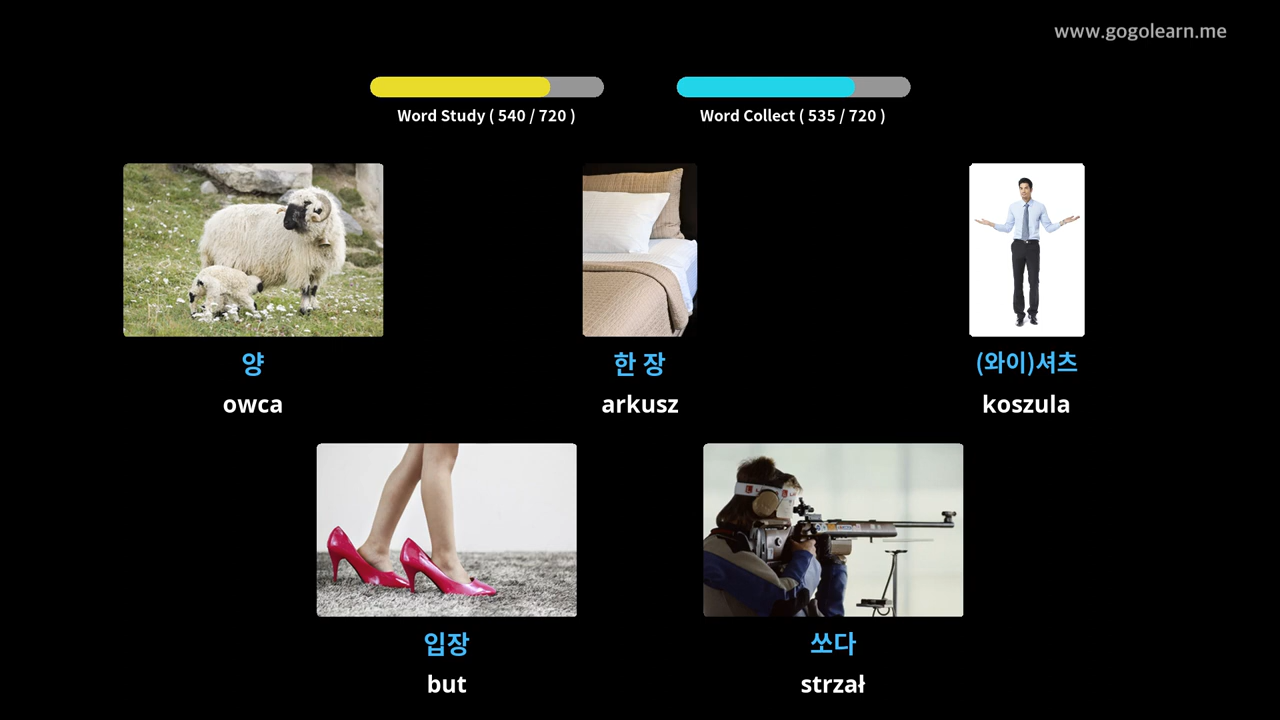 www.gogolearn.me
Word Study ( 540 / 720 )
Word Collect ( 535 / 720 )
양
owca
한 장
arkusz
(와이)셔츠
koszula
입장
but
쏘다
strzał